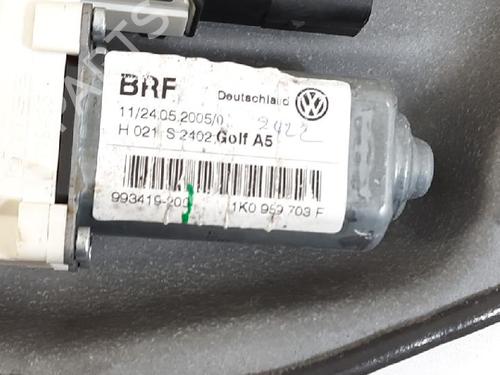 BRF Deutschland
11/24.05.2005/0 2422
H 021 S 2402 Golf A5
993419-200 1K0 959 703 F